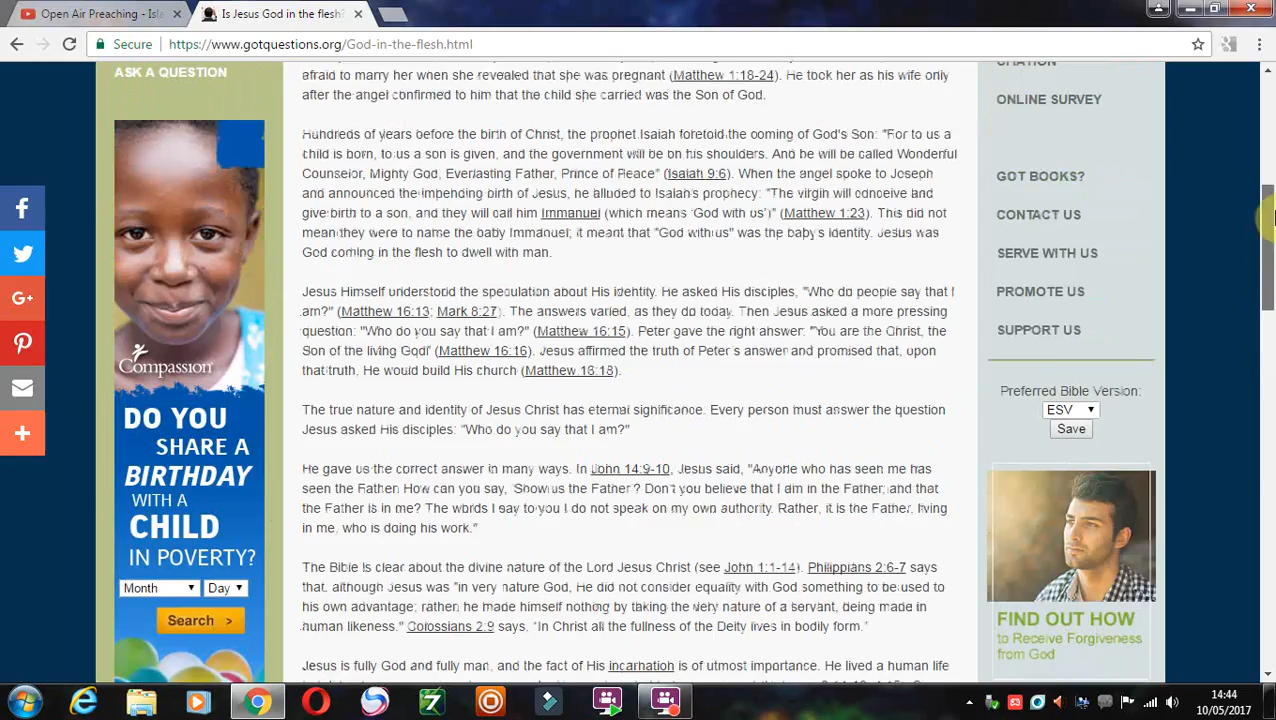 Open Air Preaching - Isla
Is Jesus God in the flesh?
Secure
https://www.gotquestions.org/God-in-the-flesh.html
ASK A QUESTION
afraid to marry her when she revealed that she was pregnant (Matthew 1:18-24). He took her as his wife only
after the angel confirmed to him that the child she carried was the Son of God.
Hundreds of years before the birth of Christ, the prophet Isaiah foretold the coming of God's Son: "For to us a
child is born, to us a son is given, and the government will be on his shoulders. And he will be called Wonderful
Counselor, Mighty God, Everlasting Father, Prince of Peace" (Isaiah 9:6). When the angel spoke to Joseph
and announced the impending birth of Jesus, he alluded to Isaiah's prophecy: "The virgin will conceive and
give birth to a son, and they will call him Immanuel (which means 'God with us')" (Matthew 1:23). This did not
mean they were to name the baby Immanuel; it meant that "God with us" was the baby's identity. Jesus was
God coming in the flesh to dwell with man.
Jesus Himself understood the speculation about His identity. He asked His disciples, "Who do people say that I
am?" (Matthew 16:13; Mark 8:27). The answers varied, as they do today. Then Jesus asked a more pressing
question: "Who do you say that I am?" (Matthew 16:15). Peter gave the right answer: "You are the Christ, the
Son of the living God" (Matthew 16:16). Jesus affirmed the truth of Peter's answer and promised that, upon
that truth, He would build His church (Matthew 16:18).
The true nature and identity of Jesus Christ has eternal significance. Every person must answer the question
Jesus asked His disciples: "Who do you say that I am?"
He gave us the correct answer in many ways. In John 14:9-10, Jesus said, "Anyone who has seen me has
seen the Father. How can you say, 'Show us the Father'? Don't you believe that I am in the Father, and that
the Father is in me? The words I say to you I do not speak on my own authority. Rather, it is the Father, living
in me, who is doing his work."
The Bible is clear about the divine nature of the Lord Jesus Christ (see John 1:1-14). Philippians 2:6-7 says
that, although Jesus was "in very nature God, He did not consider equality with God something to be used to
his own advantage; rather, he made himself nothing by taking the very nature of a servant, being made in
human likeness." Colossians 2:9 says, "In Christ all the fullness of the Deity lives in bodily form."
Jesus is fully God and fully man, and the fact of His incarnation is of utmost importance. He lived a human life
Compassion
DO YOU
SHARE A
BIRTHDAY
WITH A
CHILD
IN POVERTY?
Month
Day
Search >
CITATION
ONLINE SURVEY
GOT BOOKS?
CONTACT US
SERVE WITH US
PROMOTE US
SUPPORT US
Preferred Bible Version:
ESV
Save
FIND OUT HOW
to Receive Forgiveness
from God
14:44
10/05/2017